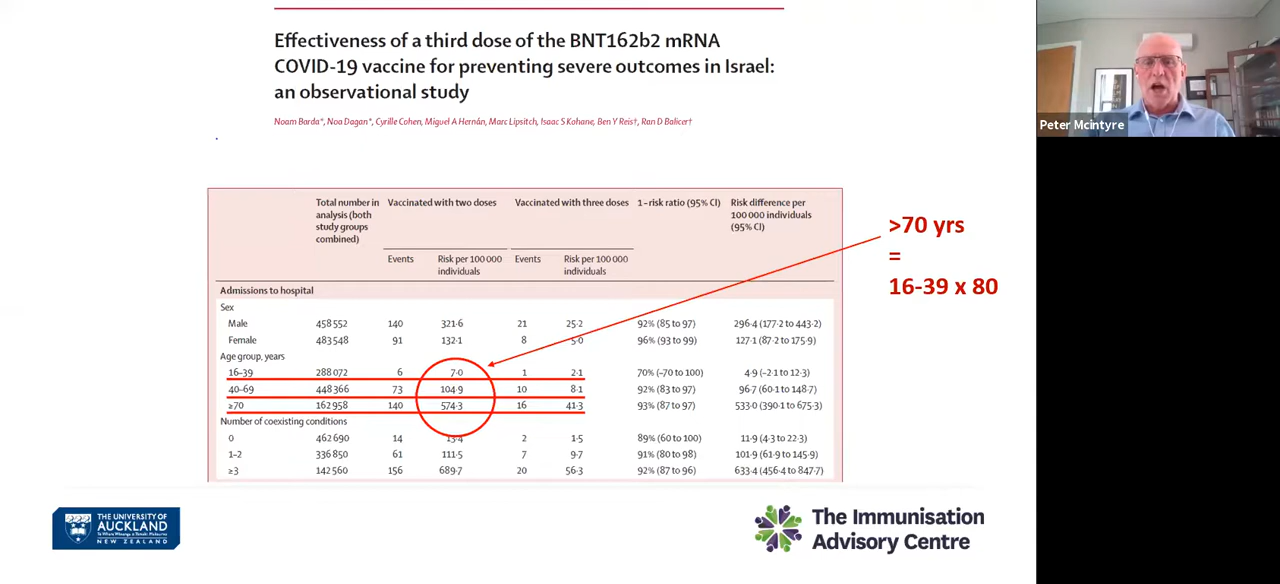 Effectiveness of a third dose of the BNT162b2 mRNA
COVID-19 vaccine for preventing severe outcomes in Israel:
an observational study
Noam Barda*, Noa Dagan*, Cyrille Cohen, Miguel A Hernán, Marc Lipsitch, Isaac S Kohane, Ben Y Reis†, Ran D Balicer†
Total number in analysis (both study groups combined) Vaccinated with two doses Vaccinated with three doses 1–risk ratio (95% CI) Risk difference per 100 000 individuals (95% CI)
Events Risk per 100 000 individuals Events Risk per 100 000 individuals
Admissions to hospital
Sex
Male 458 552 140 321·6 21 25·2 92% (85 to 97) 296·4 (177·2 to 443·2)
Female 483 548 91 132·1 8 5·0 96% (93 to 99) 127·1 (87·2 to 175·9)
Age group, years
16–39 288 072 6 7·0 1 2·1 70% (–70 to 100) 4·9 (–2·1 to 12·3)
40–69 448 366 73 104·9 10 8·1 92% (83 to 97) 96·7 (60·1 to 148·7)
≥70 162 958 140 574·3 16 41·3 93% (87 to 97) 533·0 (390·1 to 675·3)
Number of coexisting conditions
0 462 690 14 13·4 2 1·5 89% (60 to 100) 11·9 (4·3 to 22·3)
1–2 336 850 61 111·5 7 9·7 91% (80 to 98) 101·9 (61·9 to 145·9)
≥3 142 560 156 689·7 20 56·3 92% (87 to 96) 633·4 (456·4 to 847·7)
>70 yrs
=
16-39 x 80
Peter Mcintyre
THE UNIVERSITY OF
AUCKLAND
NEW ZEALAND
The Immunisation
Advisory Centre